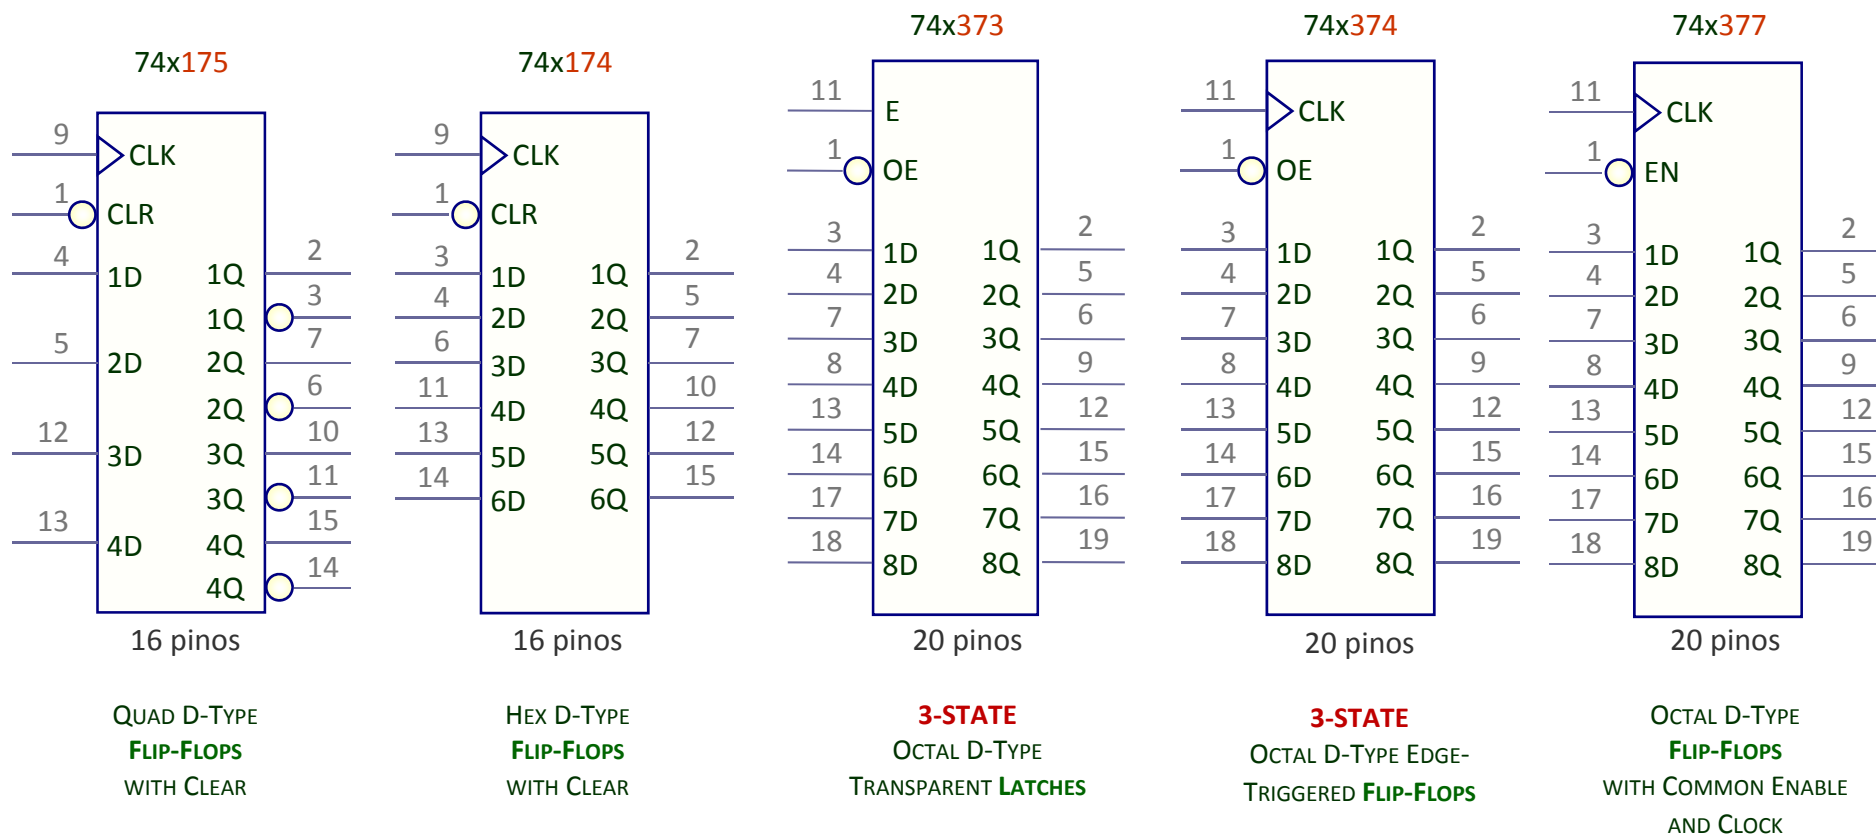 74x175
9
CLK
1
CLR
4
1D
1Q
2
1Q
3
5
2D
2Q
7
2Q
6
12
3D
3Q
10
3Q
11
13
4D
4Q
15
4Q
14
16 pinos
QUAD D-TYPE
FLIP-FLOPS
WITH CLEAR
74x174
9
CLK
1
CLR
3
1D
1Q
2
4
2D
2Q
5
6
3D
3Q
7
11
4D
4Q
10
13
5D
5Q
12
14
6D
6Q
15
16 pinos
HEX D-TYPE
FLIP-FLOPS
WITH CLEAR
74x373
11
E
1
OE
3
1D
1Q
2
4
2D
2Q
5
7
3D
3Q
6
8
4D
4Q
9
13
5D
5Q
12
14
6D
6Q
15
17
7D
7Q
16
18
8D
8Q
19
20 pinos
3-STATE
OCTAL D-TYPE
TRANSPARENT LATCHES
74x374
11
CLK
1
OE
3
1D
1Q
2
4
2D
2Q
5
7
3D
3Q
6
8
4D
4Q
9
13
5D
5Q
12
14
6D
6Q
15
17
7D
7Q
16
18
8D
8Q
19
20 pinos
3-STATE
OCTAL D-TYPE EDGE-
TRIGGERED FLIP-FLOPS
74x377
11
CLK
1
EN
3
1D
1Q
2
4
2D
2Q
5
7
3D
3Q
6
8
4D
4Q
9
13
5D
5Q
12
14
6D
6Q
15
17
7D
7Q
16
18
8D
8Q
19
20 pinos
OCTAL D-TYPE
FLIP-FLOPS
WITH COMMON ENABLE
AND CLOCK